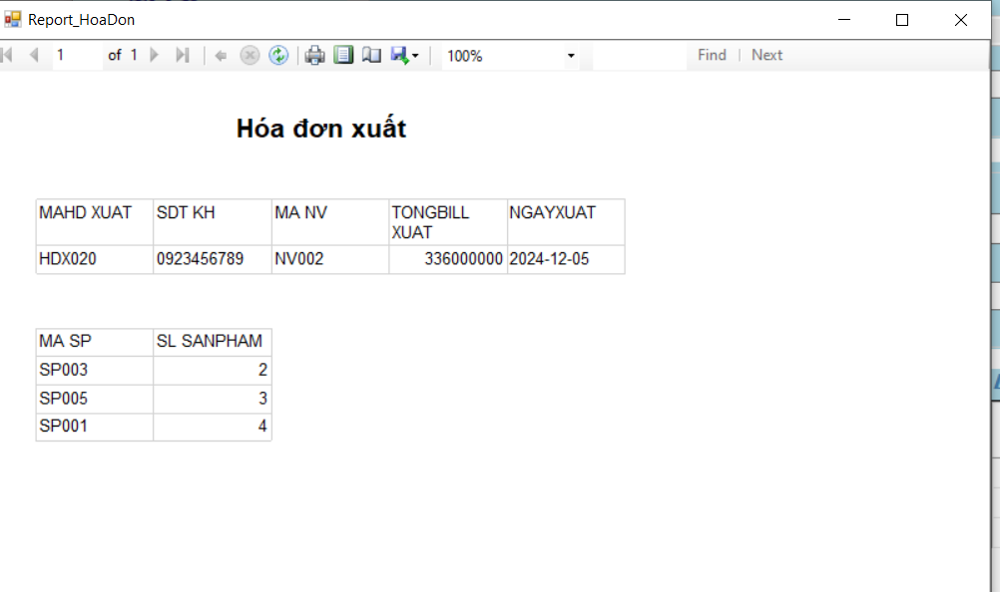 Report_HoaDon
1 of 1 100% Find | Next
Hóa đơn xuất
MAHD XUAT SDT KH MA NV TONGBILL XUAT NGAYXUAT
HDX020 0923456789 NV002 336000000 2024-12-05
MA SP SL SANPHAM
SP003 2
SP005 3
SP001 4